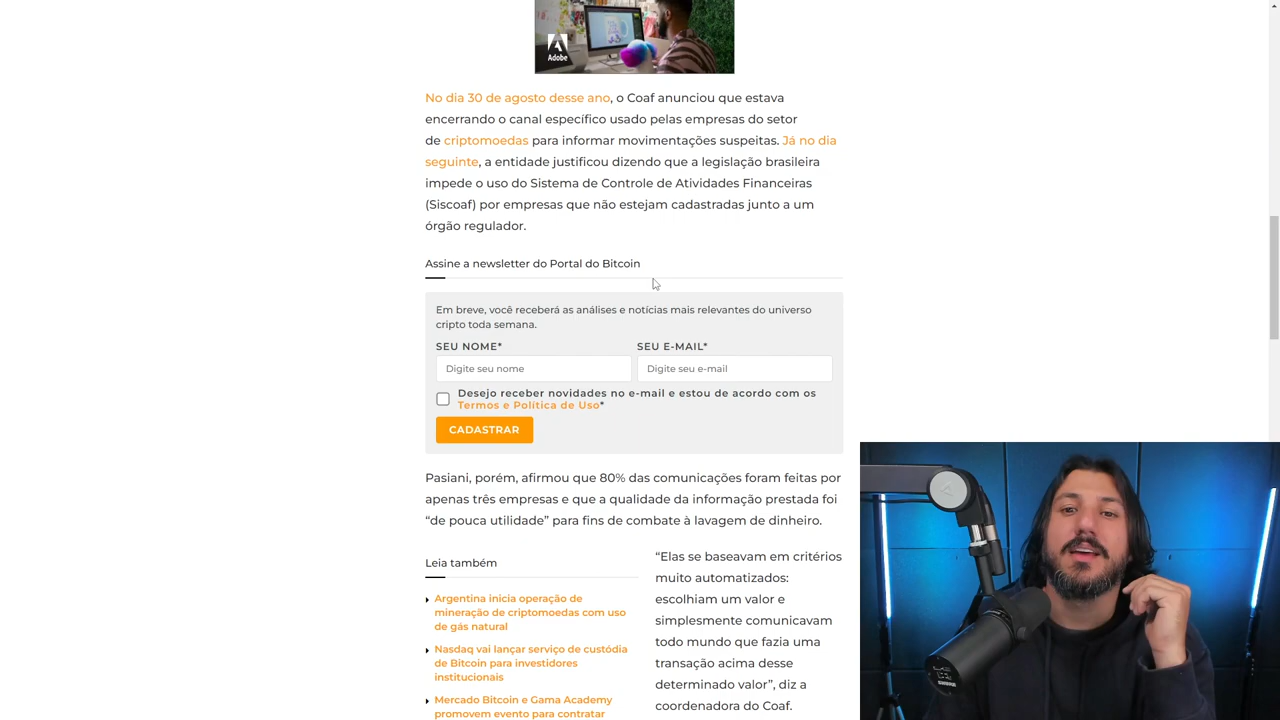 Adobe
No dia 30 de agosto desse ano, o Coaf anunciou que estava
encerrando o canal específico usado pelas empresas do setor
de criptomoedas para informar movimentações suspeitas. Já no dia
seguinte, a entidade justificou dizendo que a legislação brasileira
impede o uso do Sistema de Controle de Atividades Financeiras
(Siscoaf) por empresas que não estejam cadastradas junto a um
órgão regulador.
Assine a newsletter do Portal do Bitcoin
Em breve, você receberá as análises e notícias mais relevantes do universo
cripto toda semana.
SEU NOME*
SEU E-MAIL*
Digite seu nome
Digite seu e-mail
Desejo receber novidades no e-mail e estou de acordo com os
Termos e Política de Uso*
CADASTRAR
Pasiani, porém, afirmou que 80% das comunicações foram feitas por
apenas três empresas e que a qualidade da informação prestada foi
“de pouca utilidade” para fins de combate à lavagem de dinheiro.
Leia também
Argentina inicia operação de
mineração de criptomoedas com uso
de gás natural
Nasdaq vai lançar serviço de custódia
de Bitcoin para investidores
institucionais
Mercado Bitcoin e Gama Academy
promovem evento para contratar
“Elas se baseavam em critérios
muito automatizados:
escolhiam um valor e
simplesmente comunicavam
todo mundo que fazia uma
transação acima desse
determinado valor”, diz a
coordenadora do Coaf.